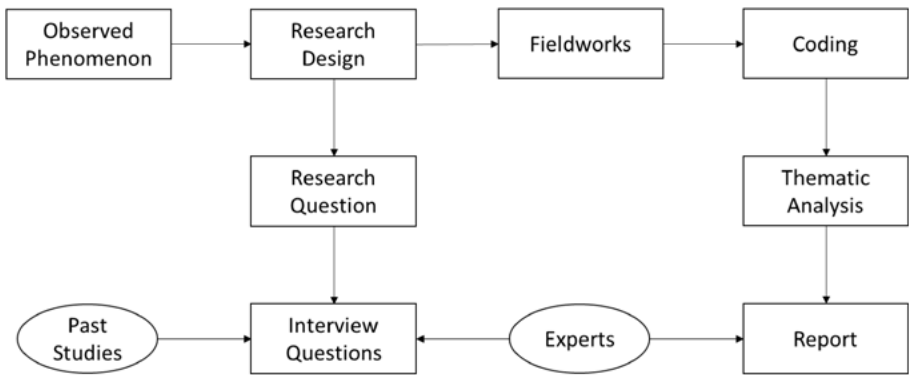 Observed
Phenomenon
Research
Design
Fieldworks
Coding
Research
Question
Thematic
Analysis
Past
Studies
Interview
Questions
Experts
Report